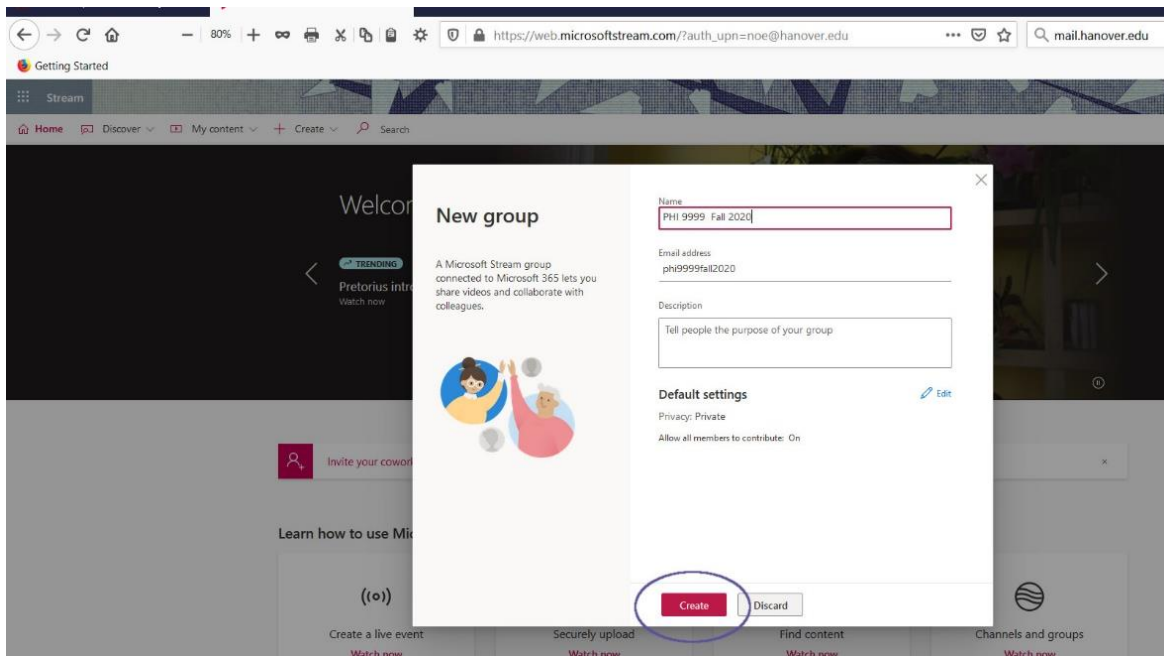 80%
https://web.microsoftstream.com/?auth_upn=noe@hanover.edu
mail.hanover.edu
Getting Started
Stream
Home Discover My content Create Search
Welcor
TRENDING
Pretorius intr
Watch now
New group
A Microsoft Stream group
connected to Microsoft 365 lets you
share videos and collaborate with
colleagues.
Name
PHI 9999 Fall 2020
Email address
phi9999fall2020
Description
Tell people the purpose of your group
Default settings
Edit
Privacy: Private
Allow all members to contribute: On
Create Discard
Invite your cowor
Learn how to use Mi
Create a live event
Watch now
Securely upload
Watch now
Find content
Watch now
Channels and groups
Watch now